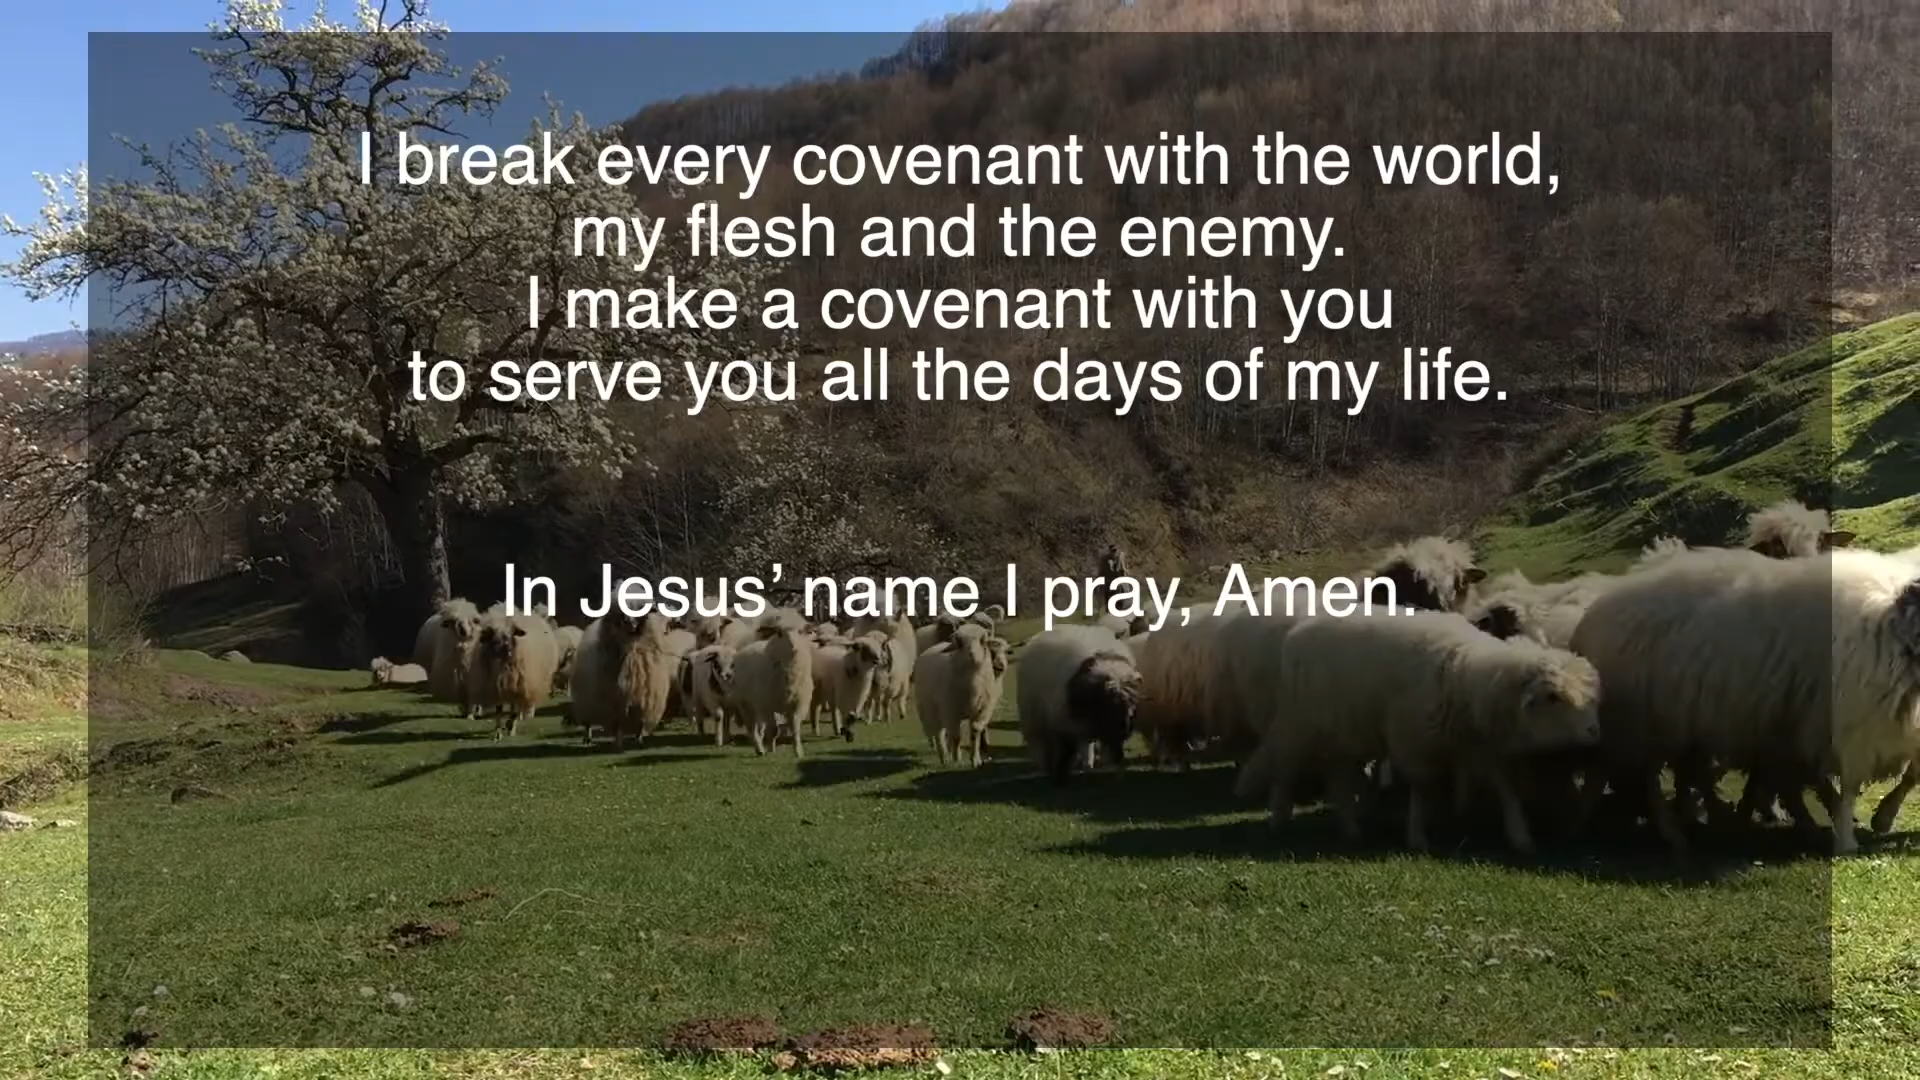 I break every covenant with the world,
my flesh and the enemy.
I make a covenant with you
to serve you all the days of my life.
In Jesus’ name I pray, Amen.